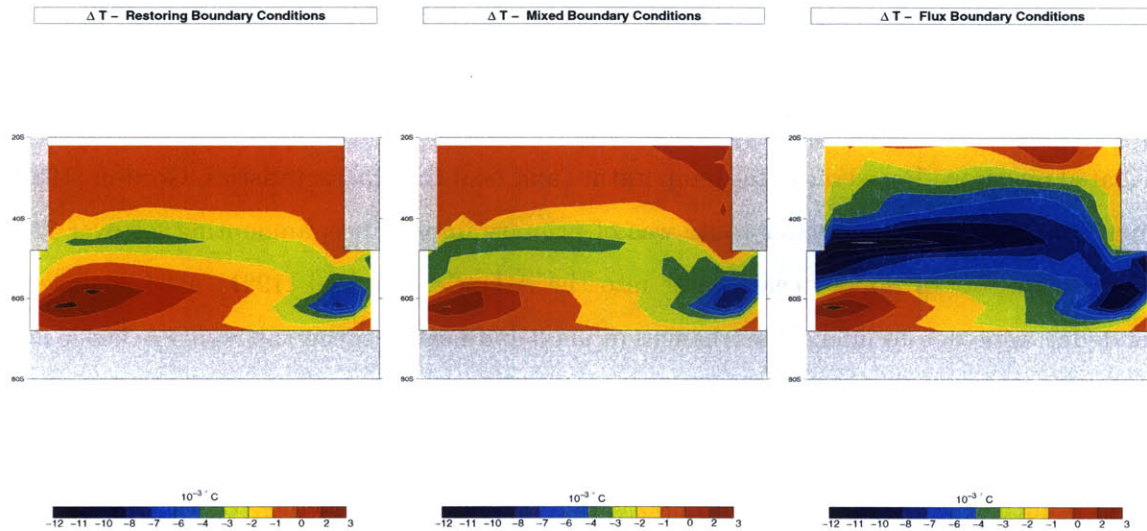 Δ T – Restoring Boundary Conditions
Δ T – Mixed Boundary Conditions
Δ T – Flux Boundary Conditions
20S
40S
60S
80S
20S
40S
60S
80S
20S
40S
60S
80S
10⁻³ ° C
-12 -11 -10 -8 -7 -6 -4 -3 -2 -1 0 2 3
10⁻³ ° C
-12 -11 -10 -8 -7 -6 -4 -3 -2 -1 0 2 3
10⁻³ ° C
-12 -11 -10 -8 -7 -6 -4 -3 -2 -1 0 2 3